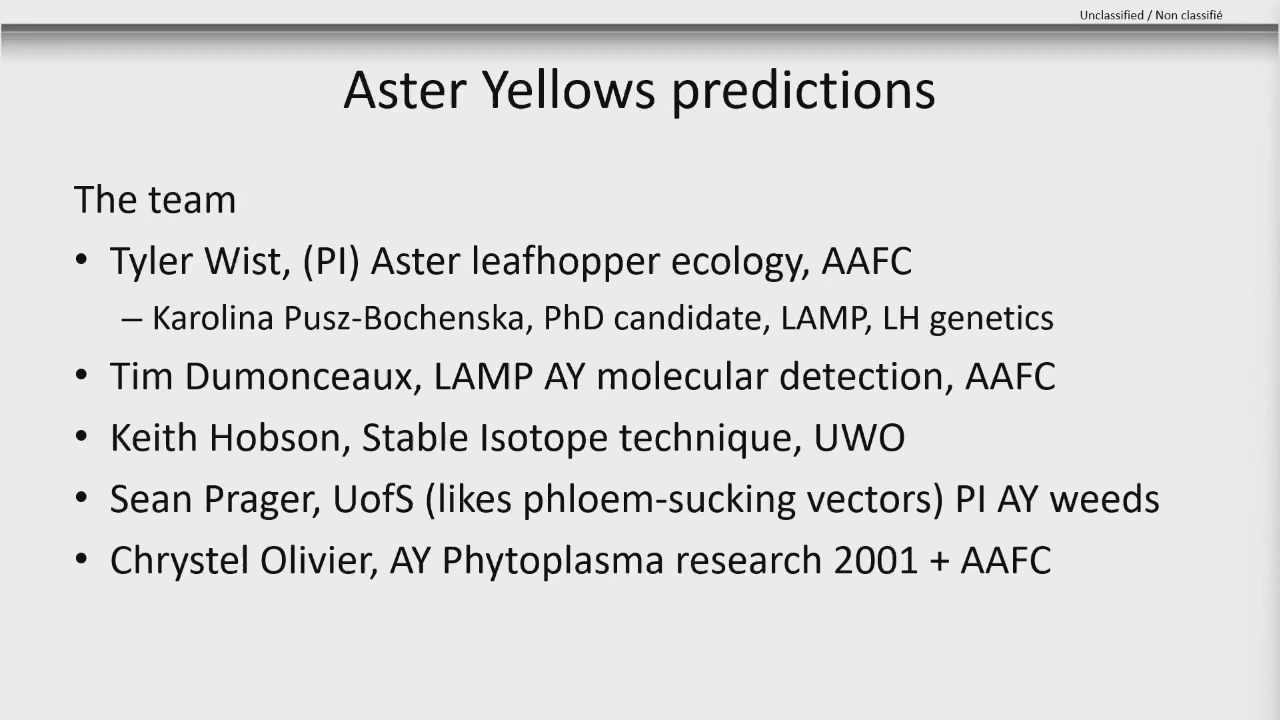 Unclassified / Non classifié
Aster Yellows predictions
The team
• Tyler Wist, (PI) Aster leafhopper ecology, AAFC
– Karolina Pusz-Bochenska, PhD candidate, LAMP, LH genetics
• Tim Dumonceaux, LAMP AY molecular detection, AAFC
• Keith Hobson, Stable Isotope technique, UWO
• Sean Prager, UofS (likes phloem-sucking vectors) PI AY weeds
• Chrystel Olivier, AY Phytoplasma research 2001 + AAFC